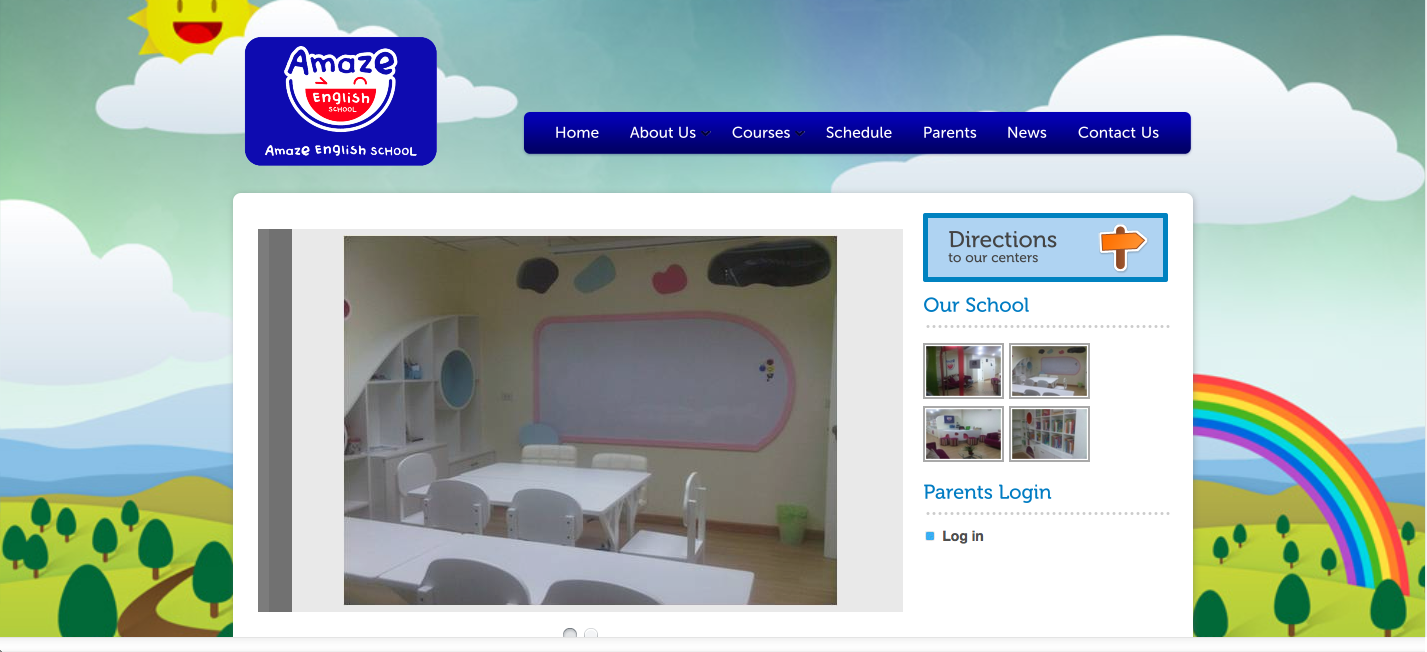 Amaze
English
SCHOOL
Amaze English SCHOOL
Home About Us Courses Schedule Parents News Contact Us
Directions
to our centers
Our School
Parents Login
Log in